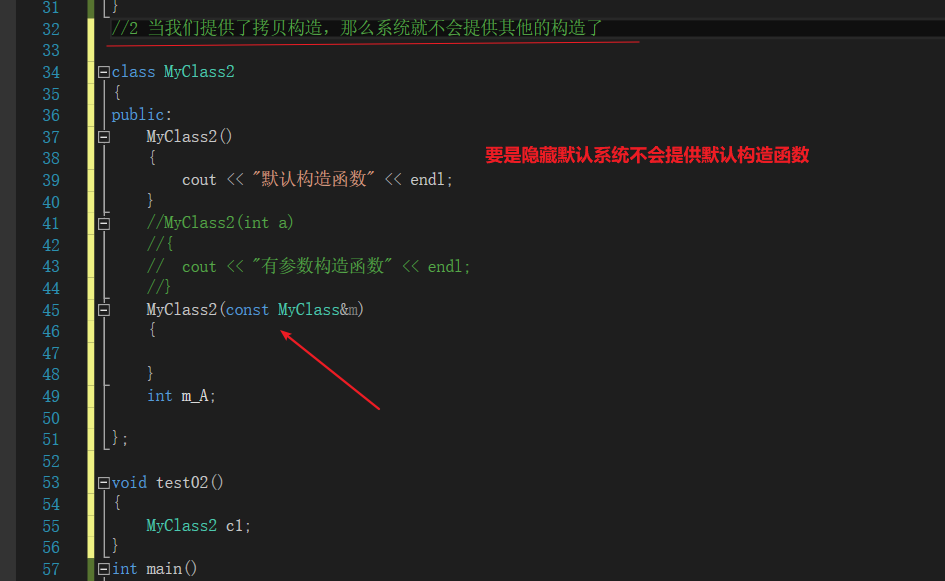 31 }
32 //2 当我们提供了拷贝构造，那么系统就不会提供其他的构造了
33
34 class MyClass2
35 {
36 public:
37 MyClass2()
38 {
要是隐藏默认系统不会提供默认构造函数
39 cout << "默认构造函数" << endl;
40 }
41 //MyClass2(int a)
42 //{
43 // cout << "有参数构造函数" << endl;
44 //}
45 MyClass2(const MyClass&m)
46 {
47
48 }
49 int m_A;
50
51 };
52
53 void test02()
54 {
55 MyClass2 c1;
56 }
57 int main()